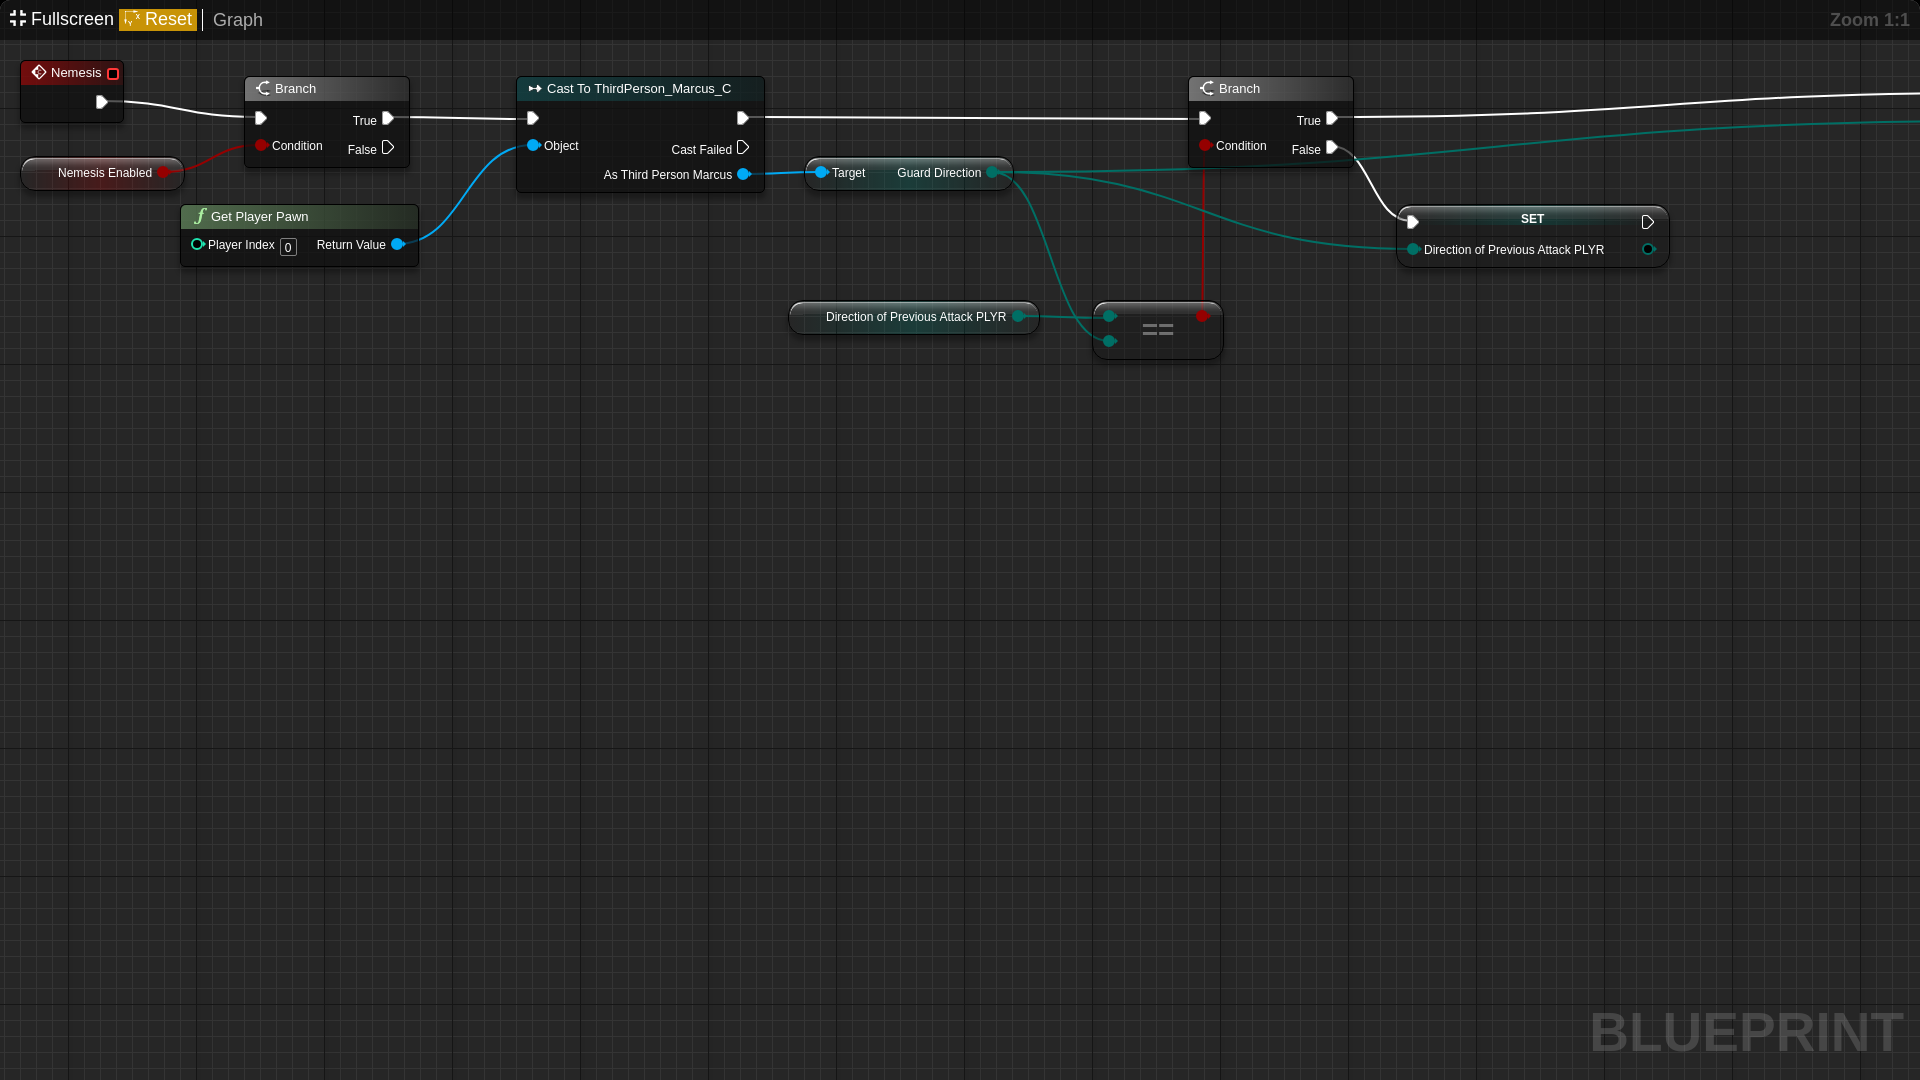 Fullscreen Reset Graph Zoom 1:1
Nemesis
Branch
True
Condition
False
Nemesis Enabled
Get Player Pawn
Player Index 0 Return Value
Cast To ThirdPerson_Marcus_C
Object
Cast Failed
As Third Person Marcus
Target Guard Direction
Direction of Previous Attack PLYR
==
Branch
True
Condition
False
SET
Direction of Previous Attack PLYR
BLUEPRINT